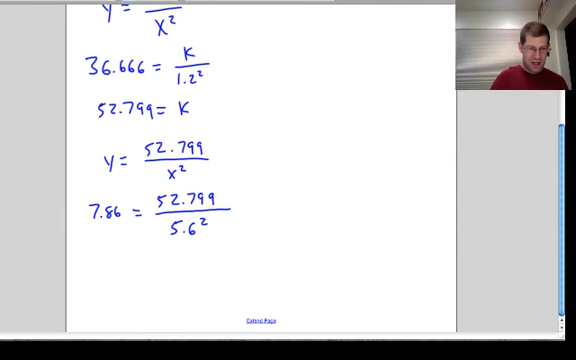 y =
x²
36.666 = K / 1.2²
52.799 = K
y = 52.799 / x²
7.86 = 52.799 / 5.6²
Extend Page